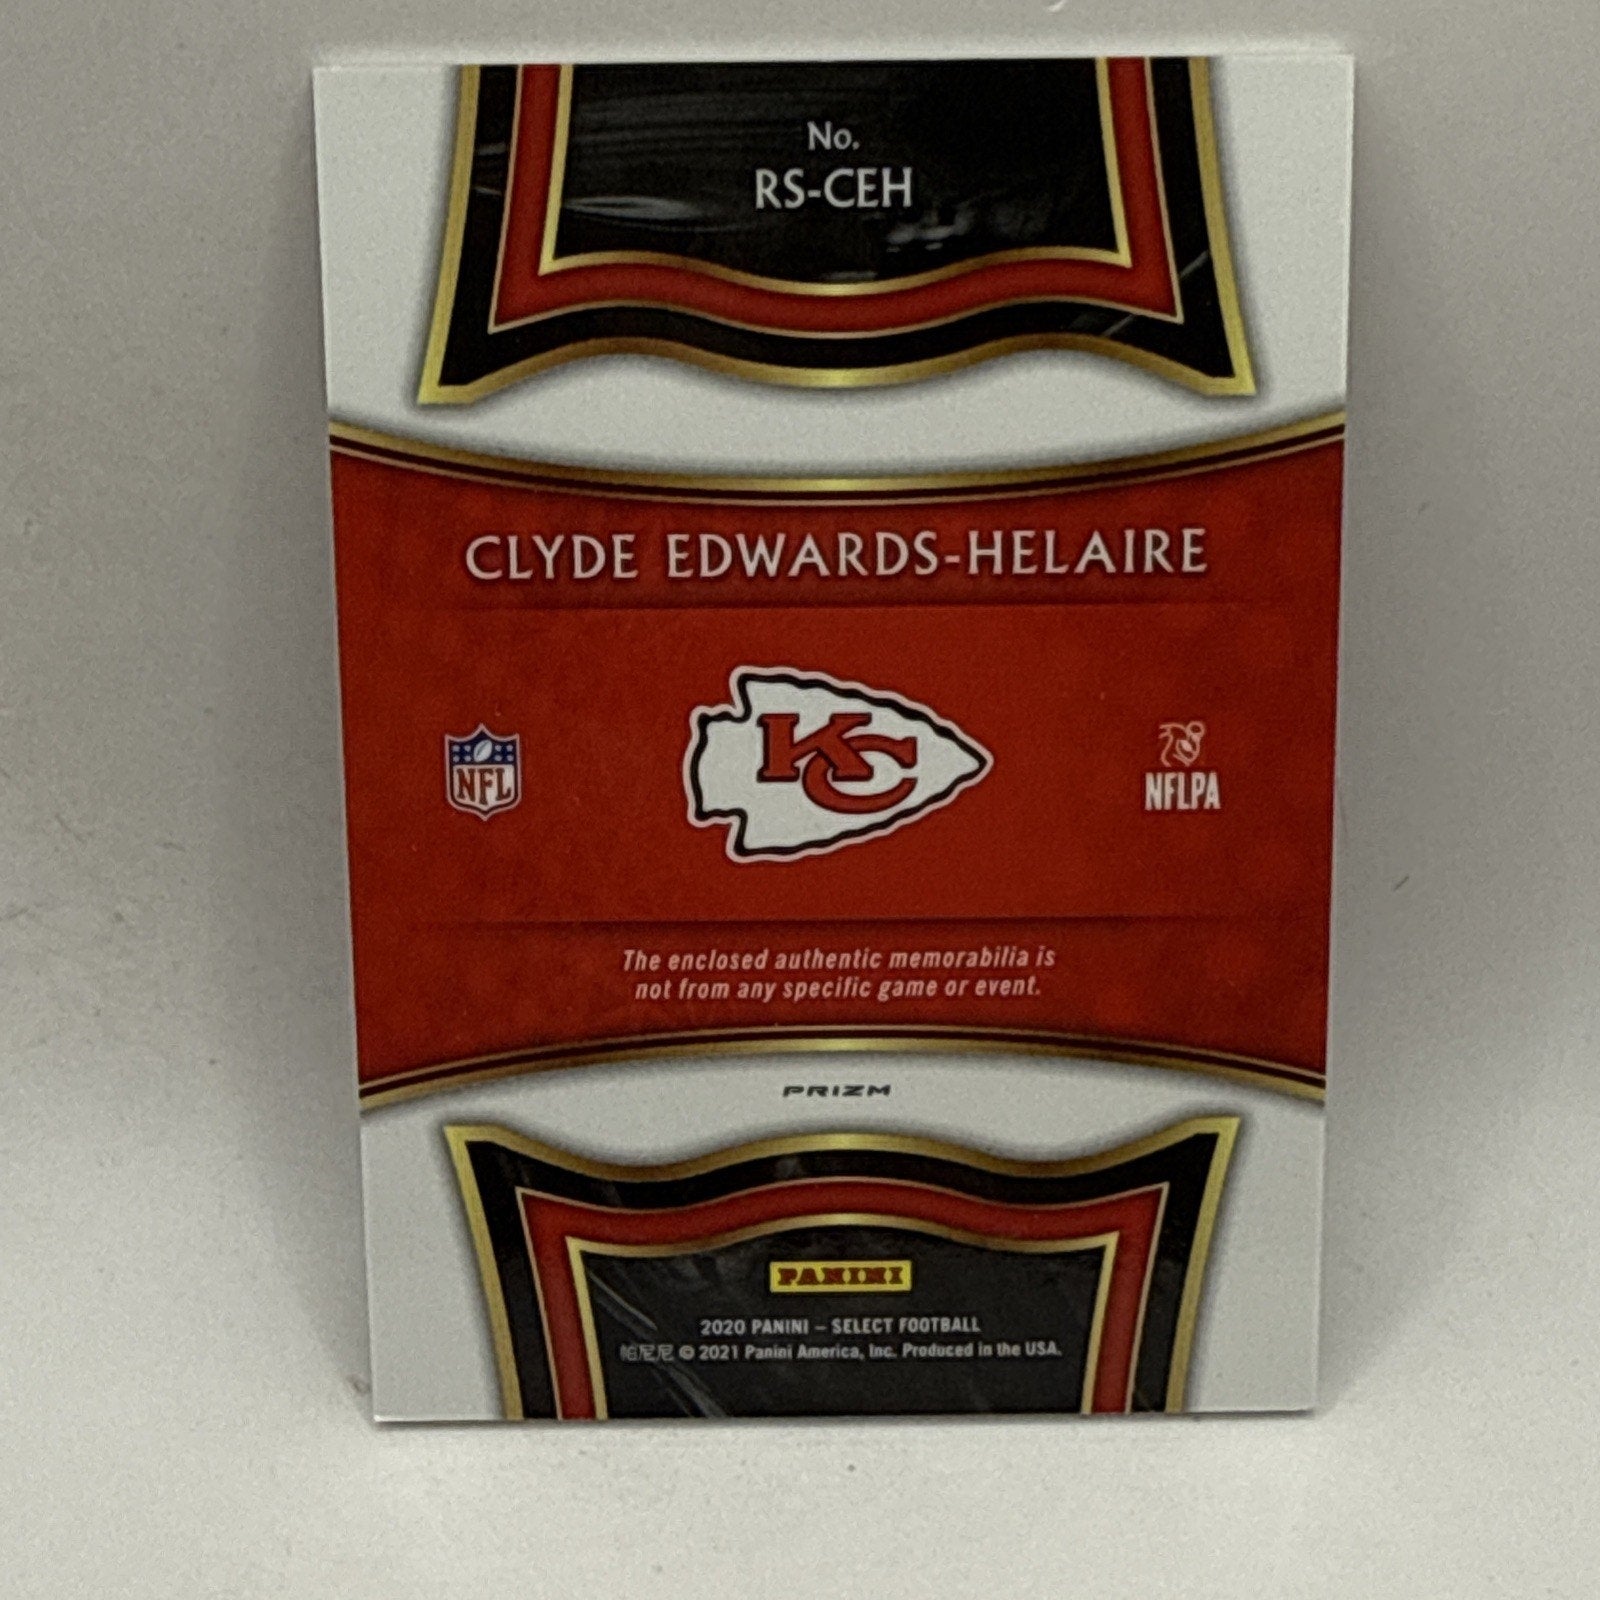 No.
RS-CEH
CLYDE EDWARDS-HELAIRE
NFL
KC
NFLPA
The enclosed authentic memorabilia is
not from any specific game or event.
PRIZM
PANINI
2020 PANINI – SELECT FOOTBALL
帕尼尼 © 2021 Panini America, Inc. Produced in the USA.